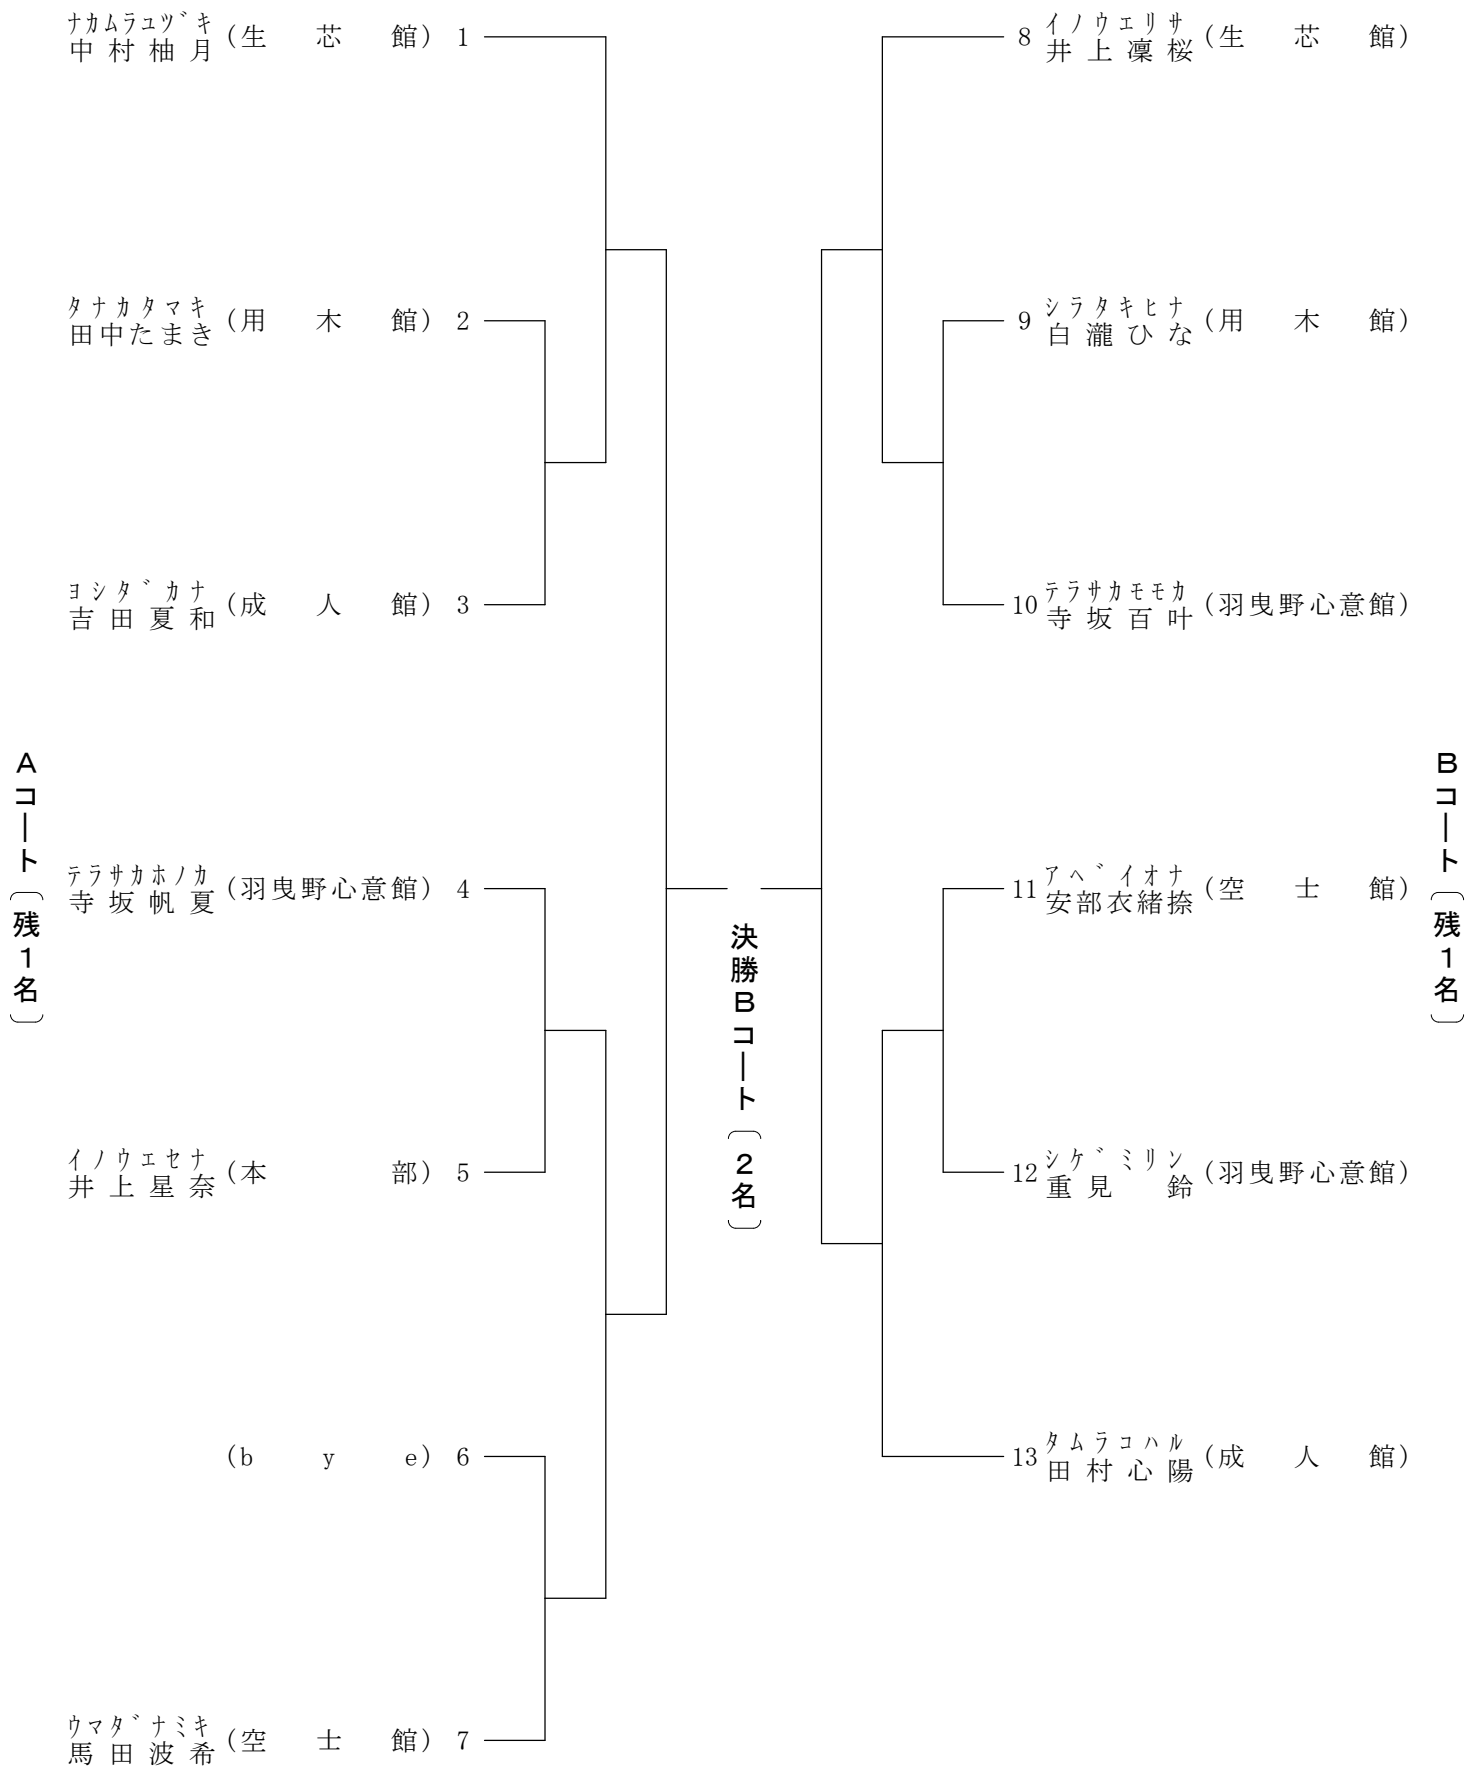 ナカムラユヅキ
中村柚月 (生芯館) 1
タナカタマキ
田中たまき (用木館) 2
ヨシダカナ
吉田夏和 (成人館) 3
テラサカホノカ
寺坂帆夏 (羽曳野心意館) 4
イノウエセナ
井上星奈 (本部) 5
(bye) 6
ウマダナミキ
馬田波希 (空士館) 7
Aコート〔残1名〕
決勝Bコート〔2名〕
イノウエリサ
8 井上凜桜 (生芯館)
シラタキヒナ
9 白瀧ひな (用木館)
テラサカモモカ
10 寺坂百叶 (羽曳野心意館)
アベイオナ
11 安部衣緒捺 (空士館)
シゲミリン
12 重見鈴 (羽曳野心意館)
タムラコハル
13 田村心陽 (成人館)
Bコート〔残1名〕